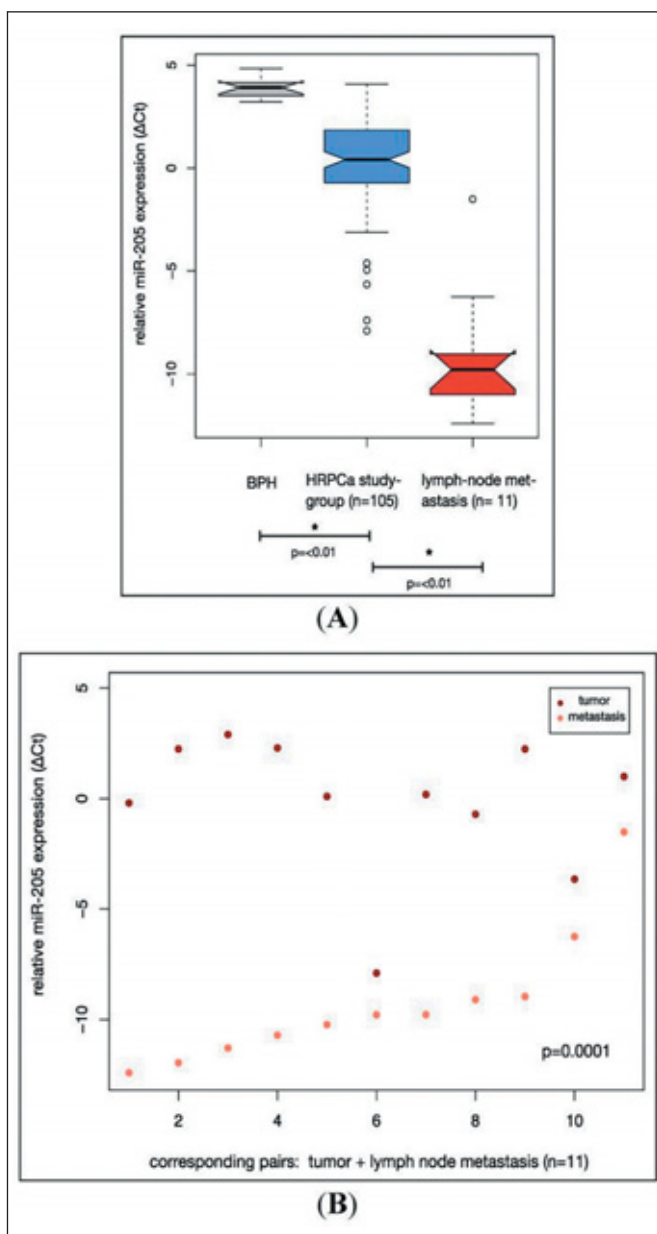 relative miR-205 expression (ΔCt)
5
0
−5
−10
BPH
HRPCa study-
group (n=105)
lymph-node met-
astasis (n= 11)
*
p=<0.01
*
p=<0.01
(A)
relative miR-205 expression (ΔCt)
5
0
−5
−10
tumor
metastasis
p=0.0001
2 4 6 8 10
corresponding pairs: tumor + lymph node metastasis (n=11)
(B)